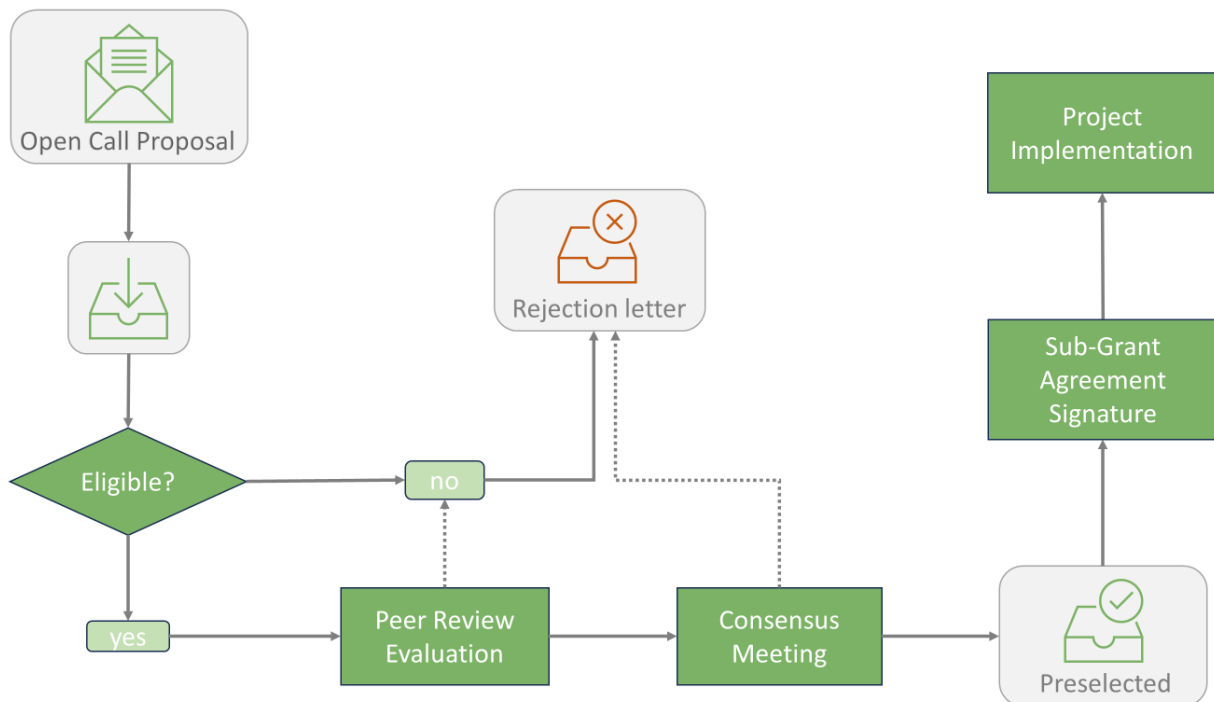 Open Call Proposal
Project
Implementation
Rejection letter
Sub-Grant
Agreement
Signature
Eligible?
no
yes
Peer Review
Evaluation
Consensus
Meeting
Preselected